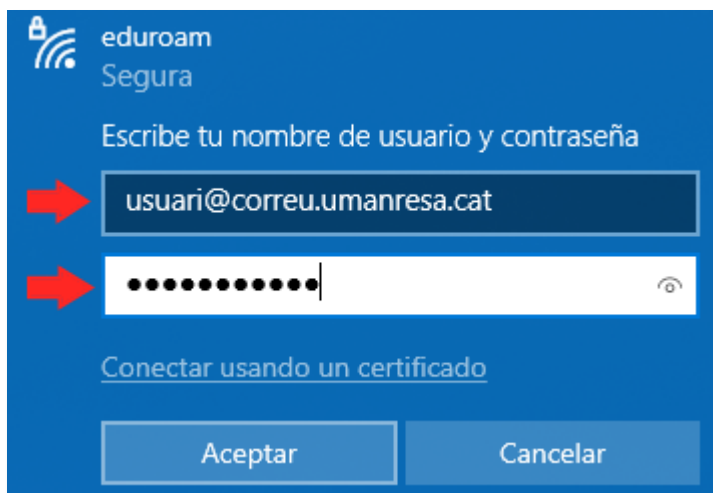 eduroam
Segura
Escribe tu nombre de usuario y contraseña
usuari@correu.umanresa.cat
●●●●●●●●●●●
Conectar usando un certificado
Aceptar
Cancelar